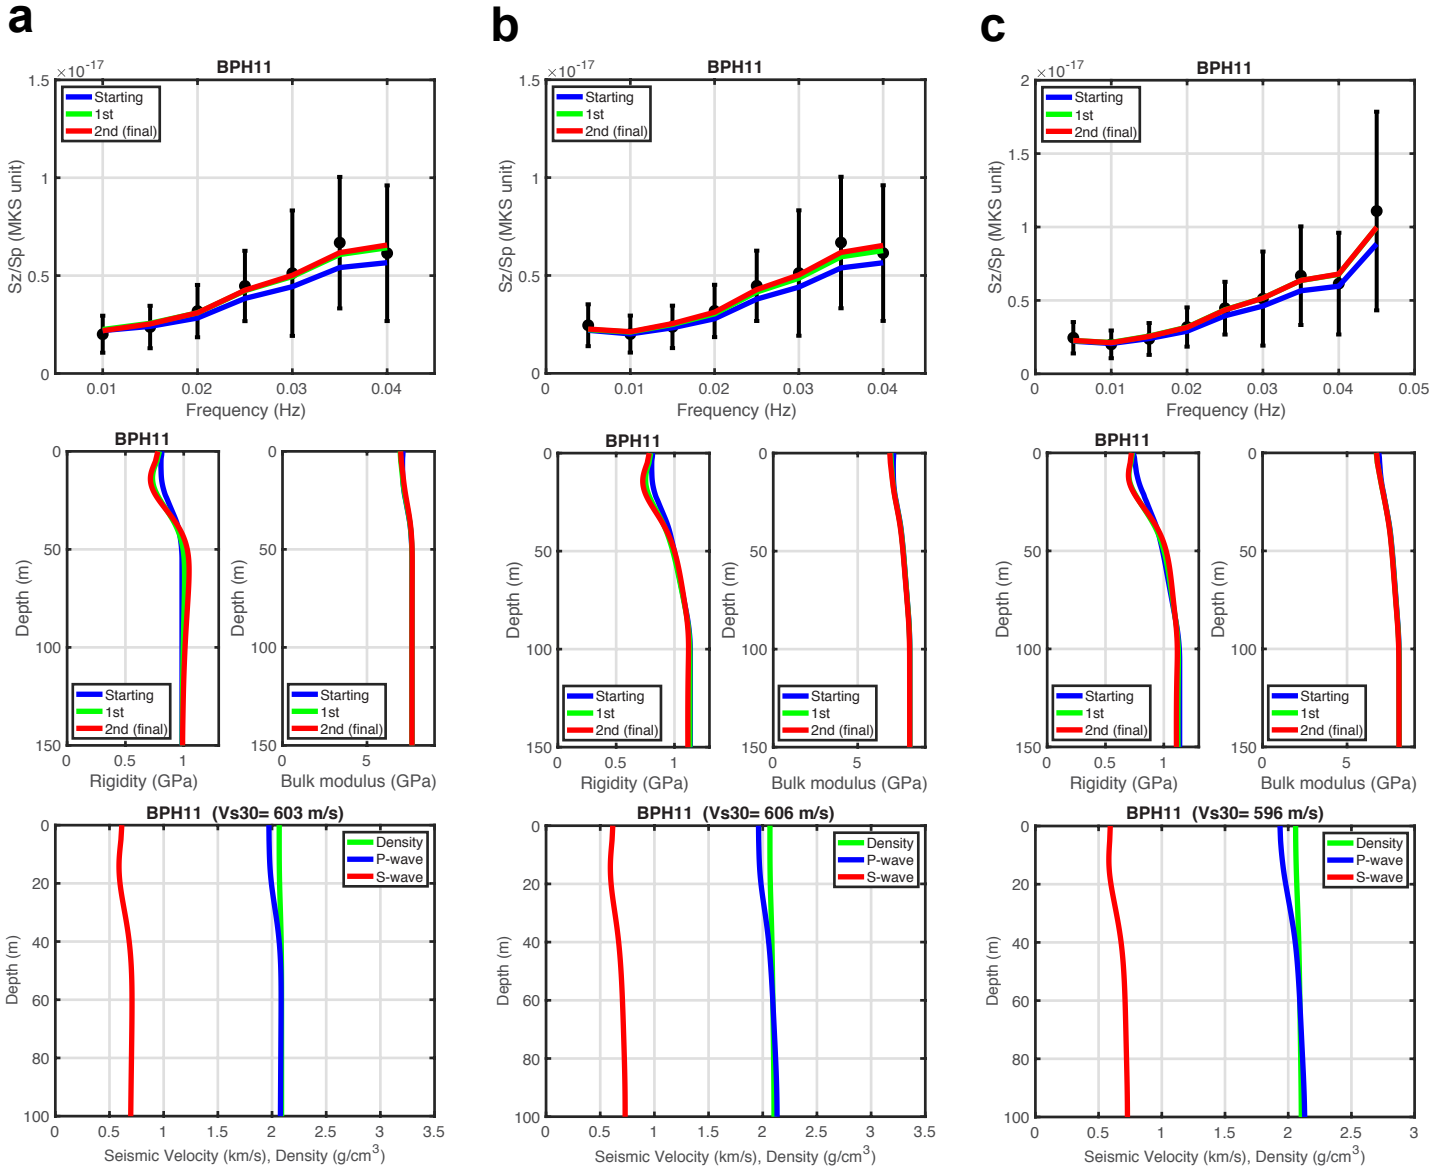 a
b
c
×10⁻¹⁷
BPH11
1.5
1
0.5
0
Starting
1st
2nd (final)
Sz/Sp (MKS unit)
0.01
0.02
0.03
0.04
Frequency (Hz)
×10⁻¹⁷
BPH11
1.5
1
0.5
0
Starting
1st
2nd (final)
Sz/Sp (MKS unit)
0
0.01
0.02
0.03
0.04
Frequency (Hz)
×10⁻¹⁷
BPH11
2
1.5
1
0.5
0
Starting
1st
2nd (final)
Sz/Sp (MKS unit)
0
0.01
0.02
0.03
0.04
0.05
Frequency (Hz)
BPH11
0
50
100
150
Depth (m)
Starting
1st
2nd (final)
0
0.5
1
Rigidity (GPa)
0
50
100
150
Depth (m)
Starting
1st
2nd (final)
0
5
Bulk modulus (GPa)
BPH11
0
50
100
150
Depth (m)
Starting
1st
2nd (final)
0
0.5
1
Rigidity (GPa)
0
50
100
150
Depth (m)
Starting
1st
2nd (final)
0
5
Bulk modulus (GPa)
BPH11
0
50
100
150
Depth (m)
Starting
1st
2nd (final)
0
0.5
1
Rigidity (GPa)
0
50
100
150
Depth (m)
Starting
1st
2nd (final)
0
5
Bulk modulus (GPa)
BPH11 (Vs30= 603 m/s)
0
20
40
60
80
100
Depth (m)
Density
P-wave
S-wave
0
0.5
1
1.5
2
2.5
3
3.5
Seismic Velocity (km/s), Density (g/cm³)
BPH11 (Vs30= 606 m/s)
0
20
40
60
80
100
Depth (m)
Density
P-wave
S-wave
0
0.5
1
1.5
2
2.5
3
3.5
Seismic Velocity (km/s), Density (g/cm³)
BPH11 (Vs30= 596 m/s)
0
20
40
60
80
100
Depth (m)
Density
P-wave
S-wave
0
0.5
1
1.5
2
2.5
3
Seismic Velocity (km/s), Density (g/cm³)